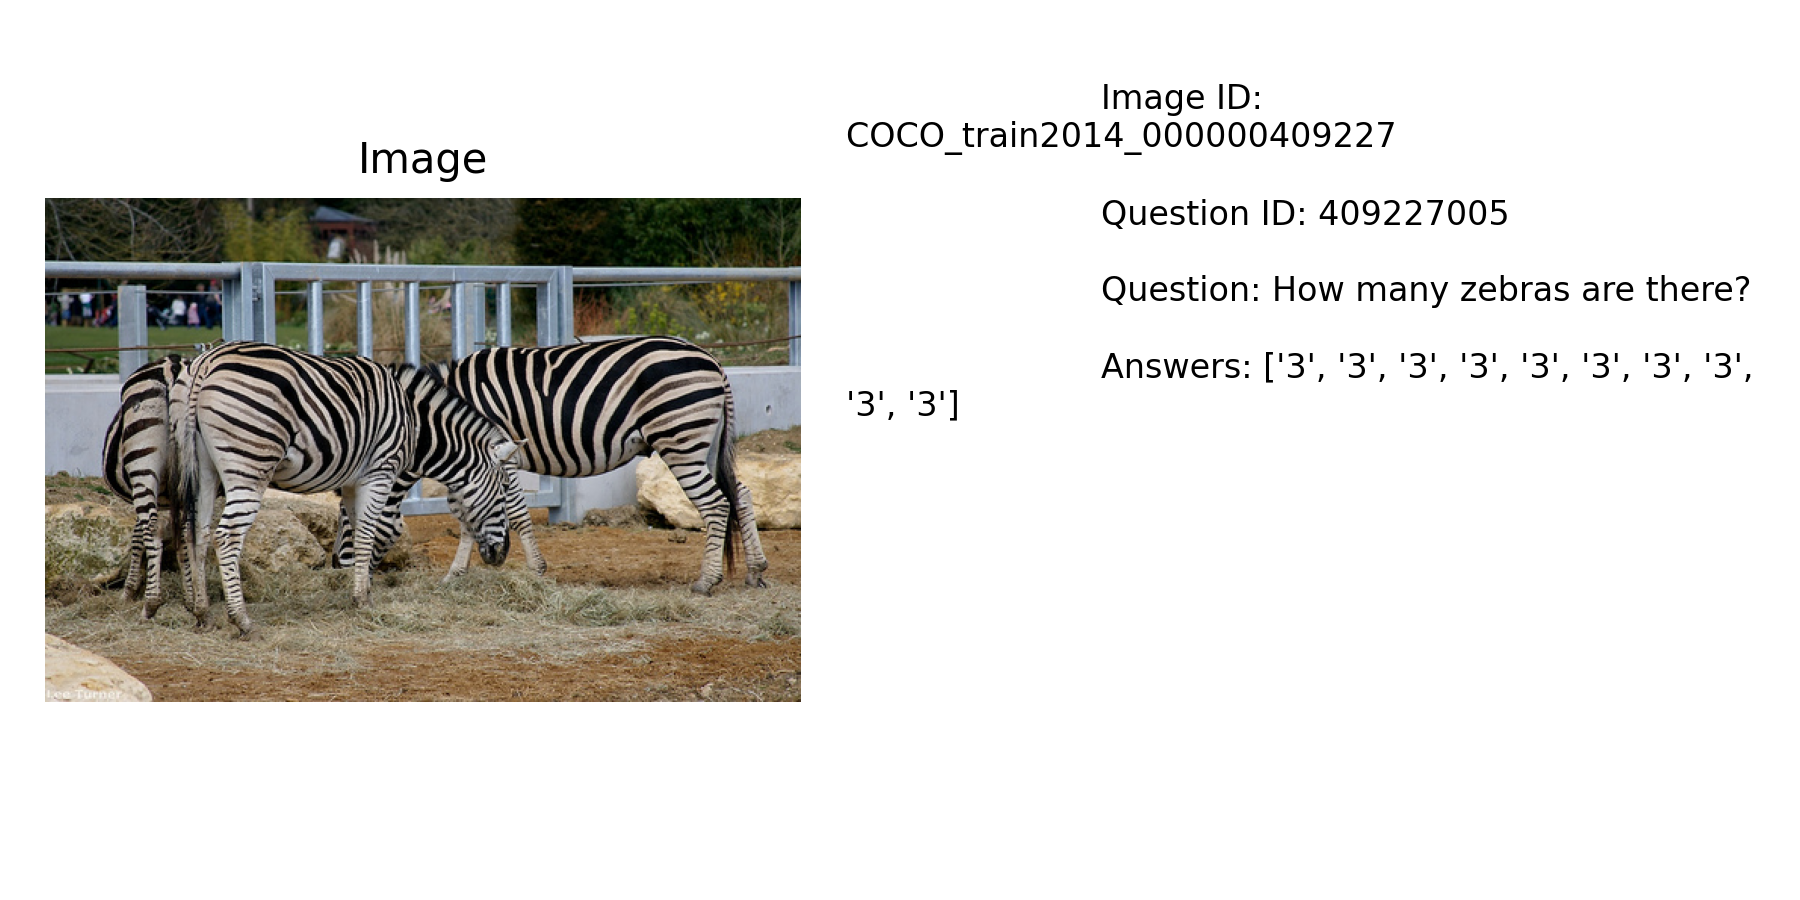 Image
Image ID:
COCO_train2014_000000409227
Question ID: 409227005
Question: How many zebras are there?
Answers: ['3', '3', '3', '3', '3', '3', '3', '3',
'3', '3']
Lee Turner